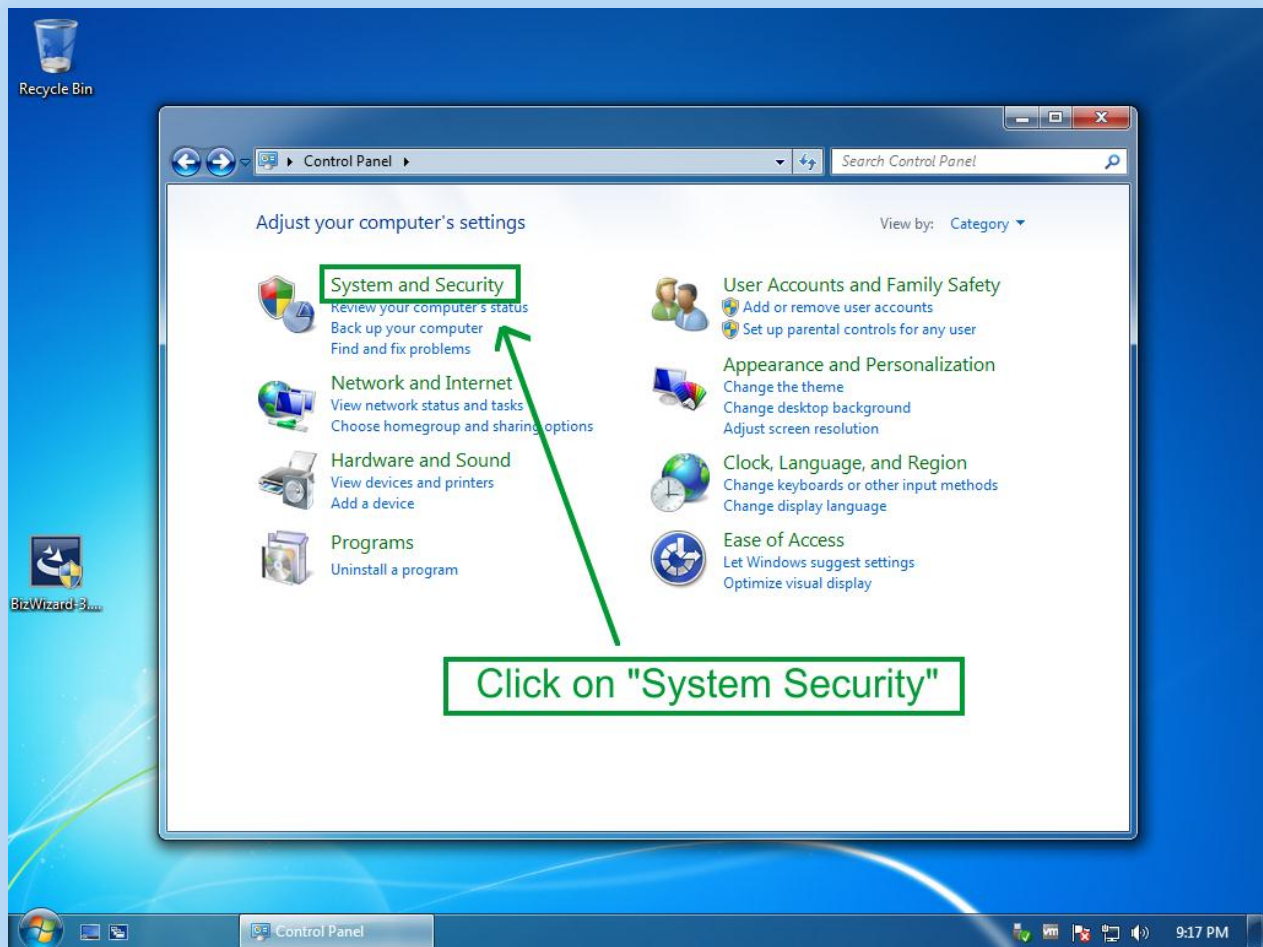 Recycle Bin
Control Panel
Search Control Panel
Adjust your computer's settings
View by: Category
System and Security
Review your computer's status
Back up your computer
Find and fix problems
Network and Internet
View network status and tasks
Choose homegroup and sharing options
Hardware and Sound
View devices and printers
Add a device
Programs
Uninstall a program
User Accounts and Family Safety
Add or remove user accounts
Set up parental controls for any user
Appearance and Personalization
Change the theme
Change desktop background
Adjust screen resolution
Clock, Language, and Region
Change keyboards or other input methods
Change display language
Ease of Access
Let Windows suggest settings
Optimize visual display
BizWizard-3....
Click on "System Security"
Control Panel
vm
9:17 PM